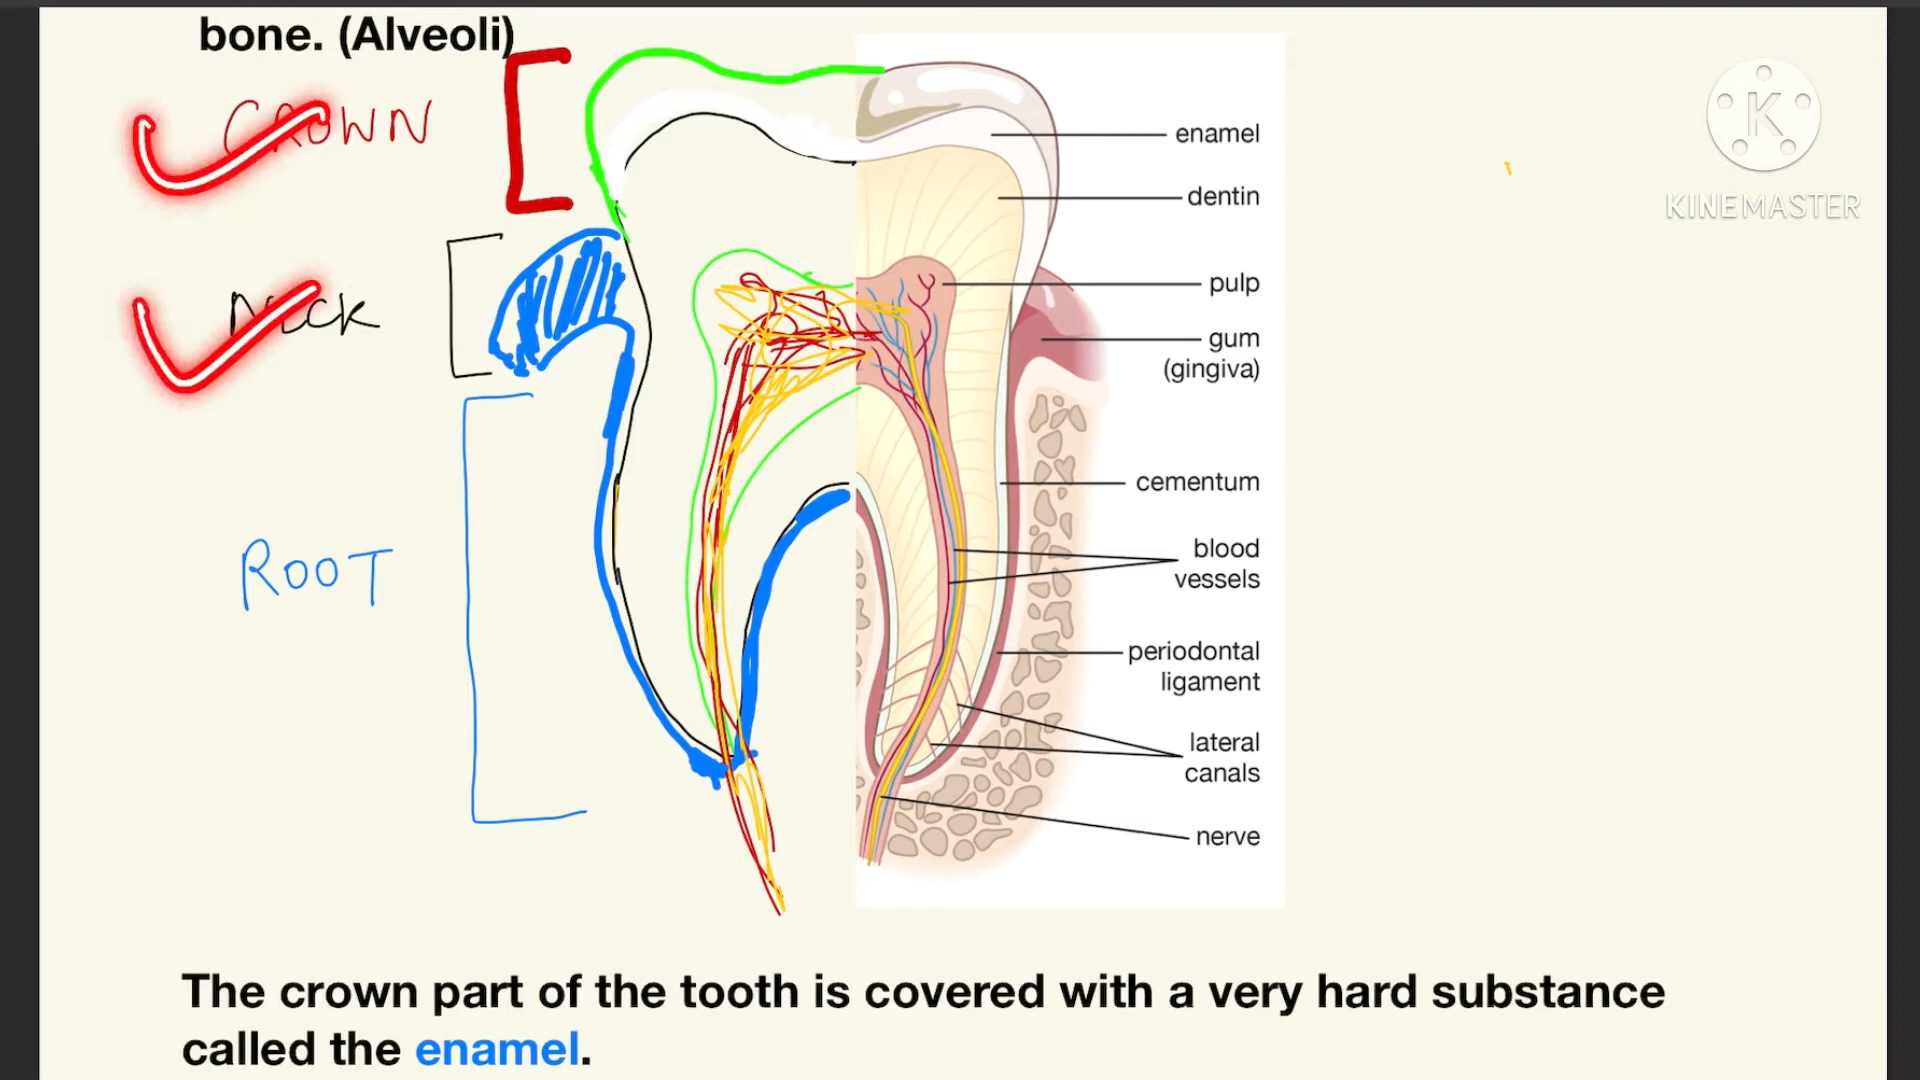 bone. (Alveoli)
CROWN
NECK
ROOT
enamel
dentin
pulp
gum
(gingiva)
cementum
blood
vessels
periodontal
ligament
lateral
canals
nerve
K
KINEMASTER
The crown part of the tooth is covered with a very hard substance
called the enamel.